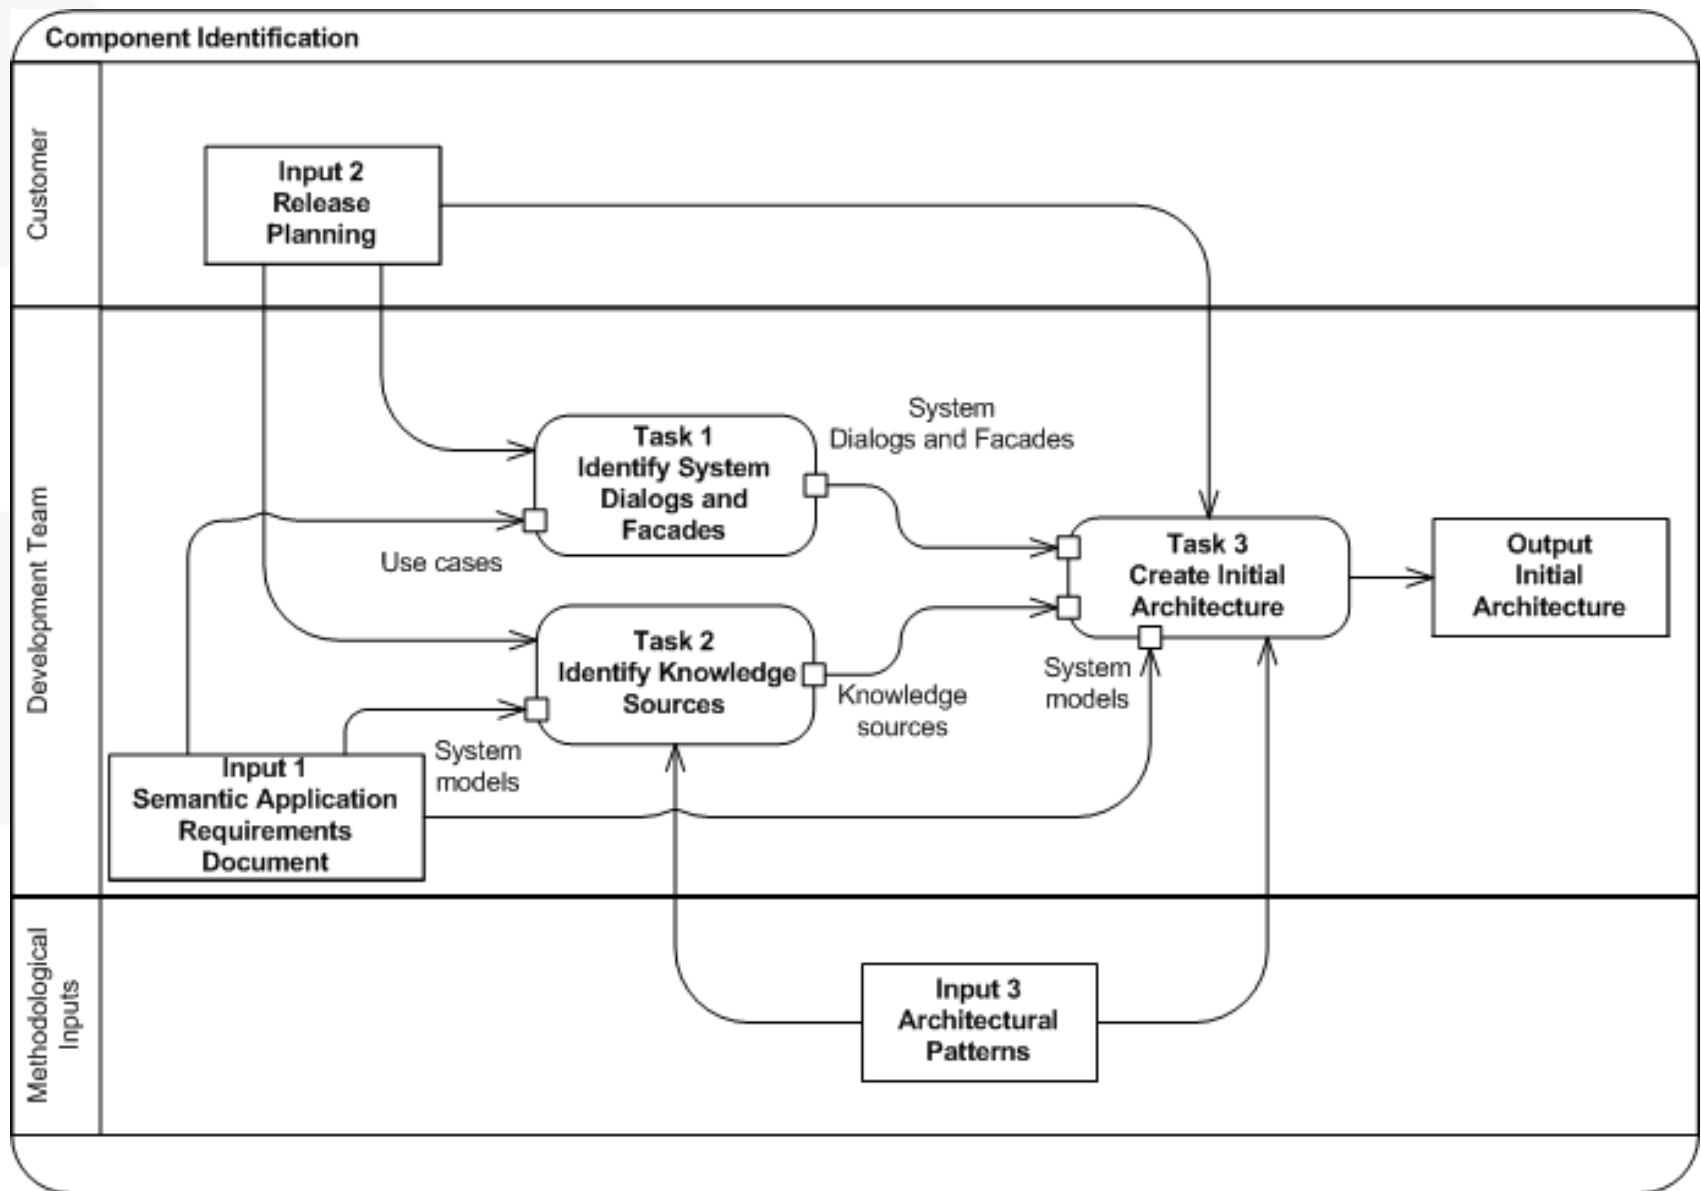 Component Identification
Customer
Input 2
Release
Planning
Development Team
System
Dialogs and Facades
Task 1
Identify System
Dialogs and
Facades
Use cases
Task 3
Create Initial
Architecture
Output
Initial
Architecture
Task 2
Identify Knowledge
Sources
Knowledge
sources
System
models
System
models
Input 1
Semantic Application
Requirements
Document
Methodological
Inputs
Input 3
Architectural
Patterns